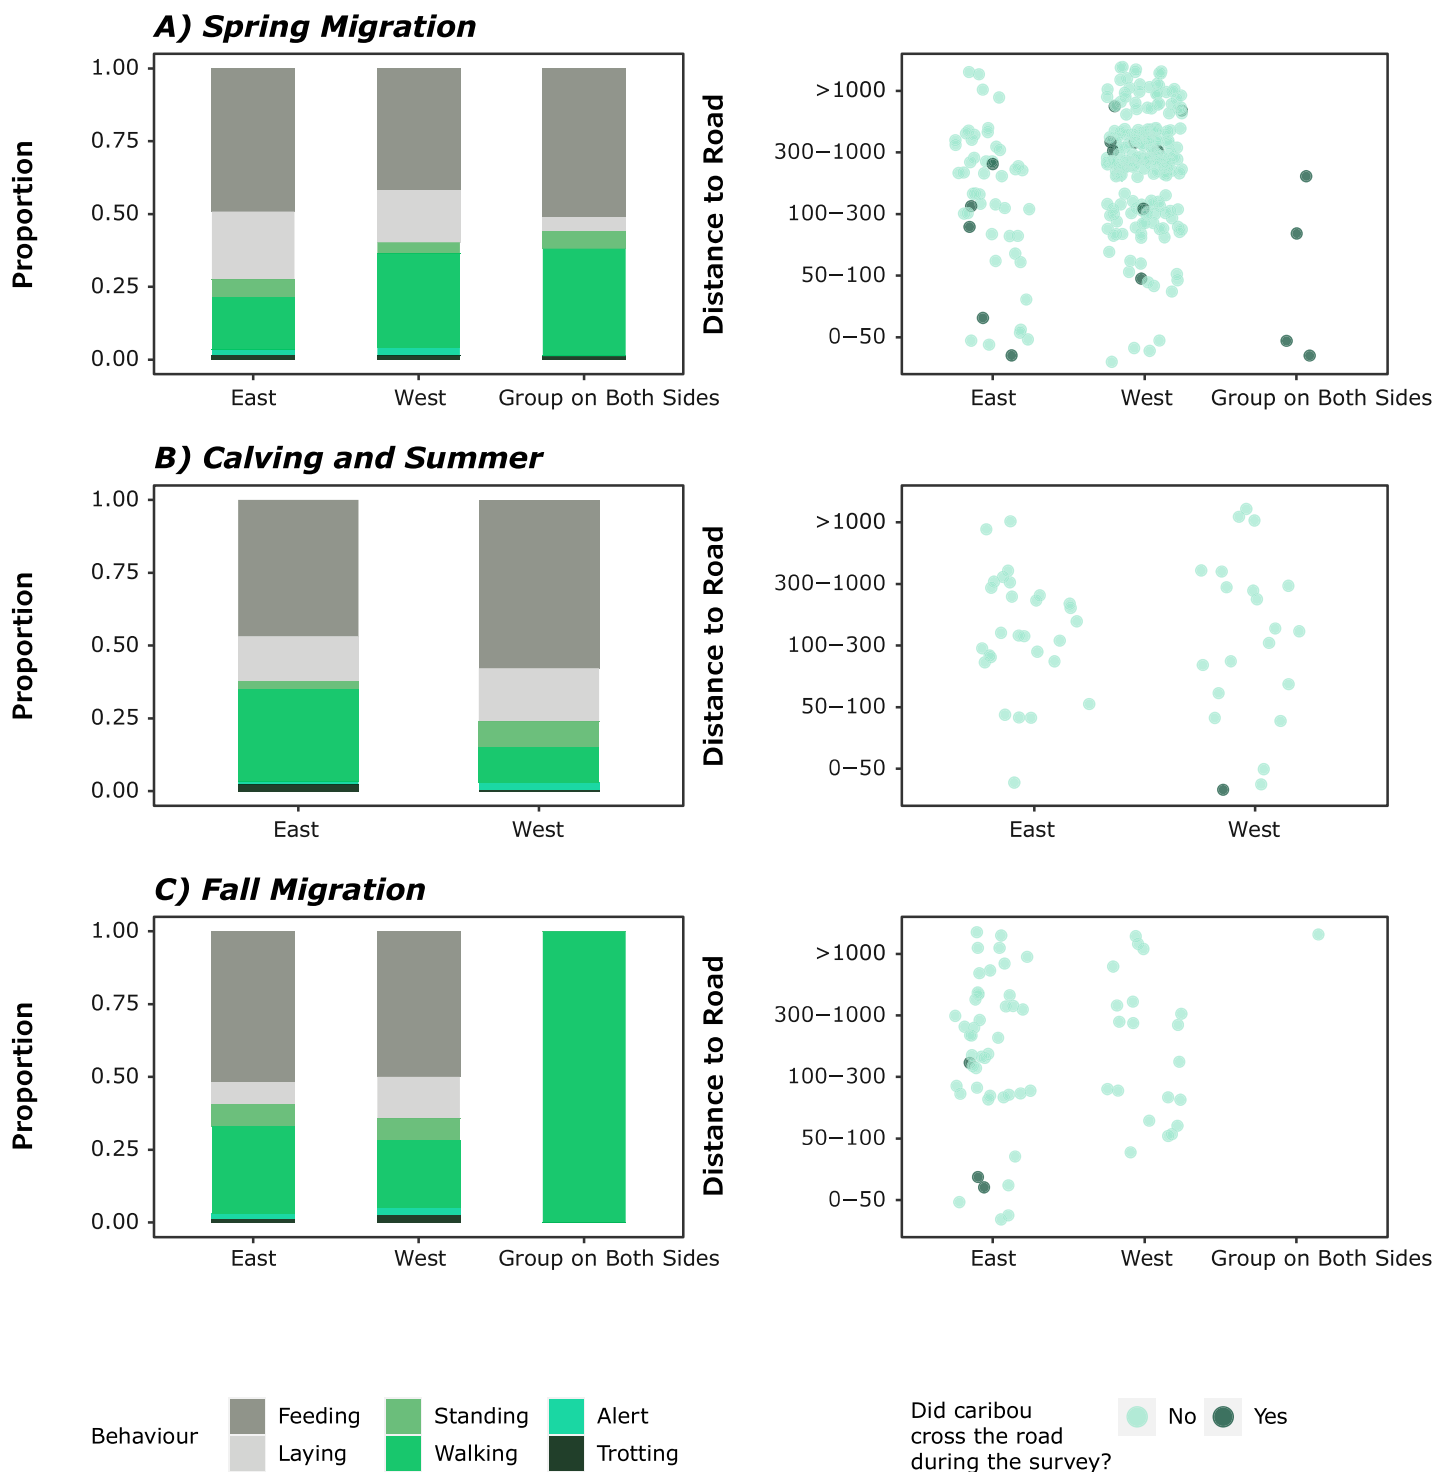 A) Spring Migration
Proportion
1.00
0.75
0.50
0.25
0.00
East West Group on Both Sides
Distance to Road
>1000
300−1000
100−300
50−100
0−50
East West Group on Both Sides
B) Calving and Summer
Proportion
1.00
0.75
0.50
0.25
0.00
East West
Distance to Road
>1000
300−1000
100−300
50−100
0−50
East West
C) Fall Migration
Proportion
1.00
0.75
0.50
0.25
0.00
East West Group on Both Sides
Distance to Road
>1000
300−1000
100−300
50−100
0−50
East West Group on Both Sides
Behaviour
Feeding Standing Alert
Laying Walking Trotting
Did caribou
cross the road
during the survey?
No Yes